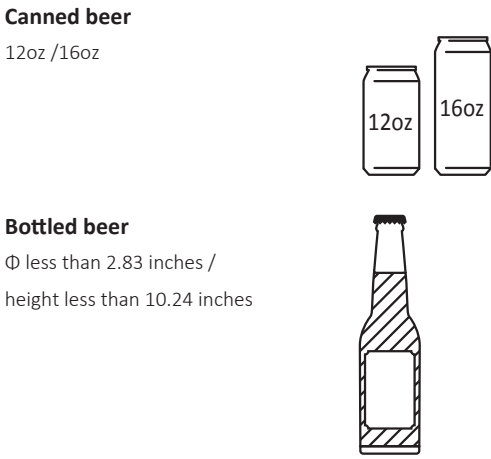 Canned beer
12oz /16oz
12oz
16oz
Bottled beer
Φ less than 2.83 inches /
height less than 10.24 inches